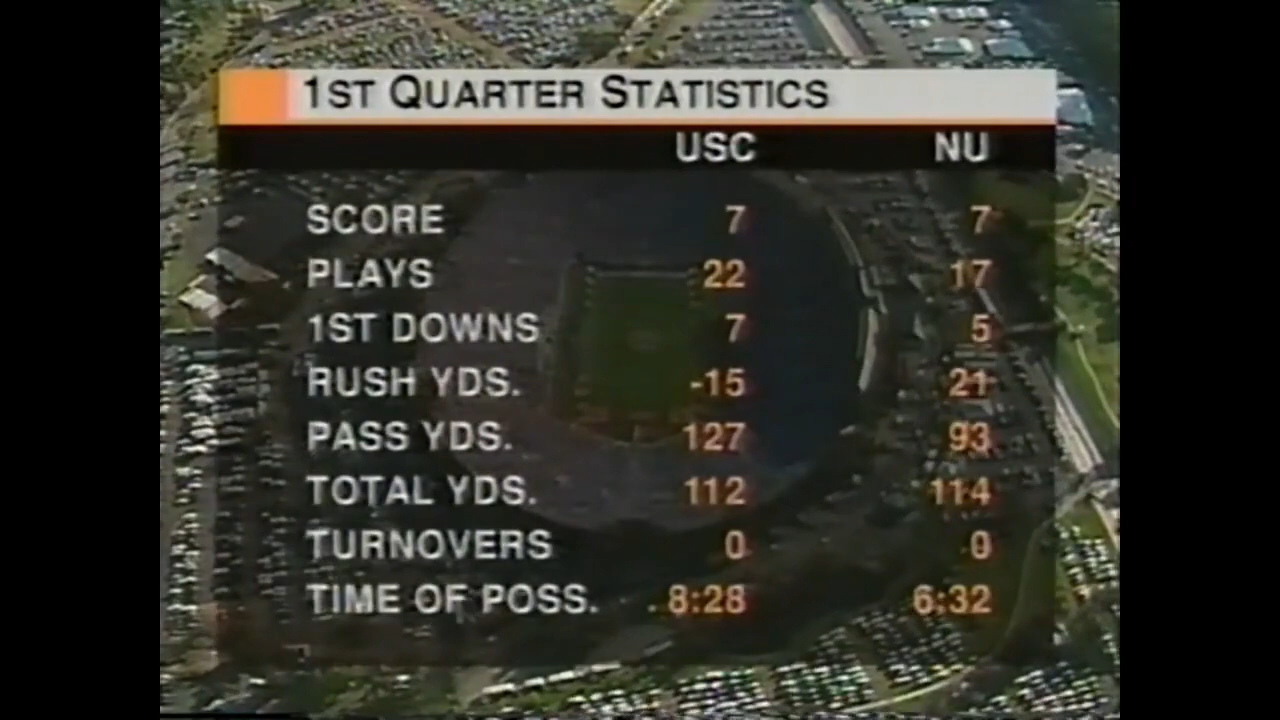 1ST QUARTER STATISTICS
USC NU
SCORE 7 7
PLAYS 22 17
1ST DOWNS 7 5
RUSH YDS. -15 21
PASS YDS. 127 93
TOTAL YDS. 112 114
TURNOVERS 0 0
TIME OF POSS. 8:28 6:32